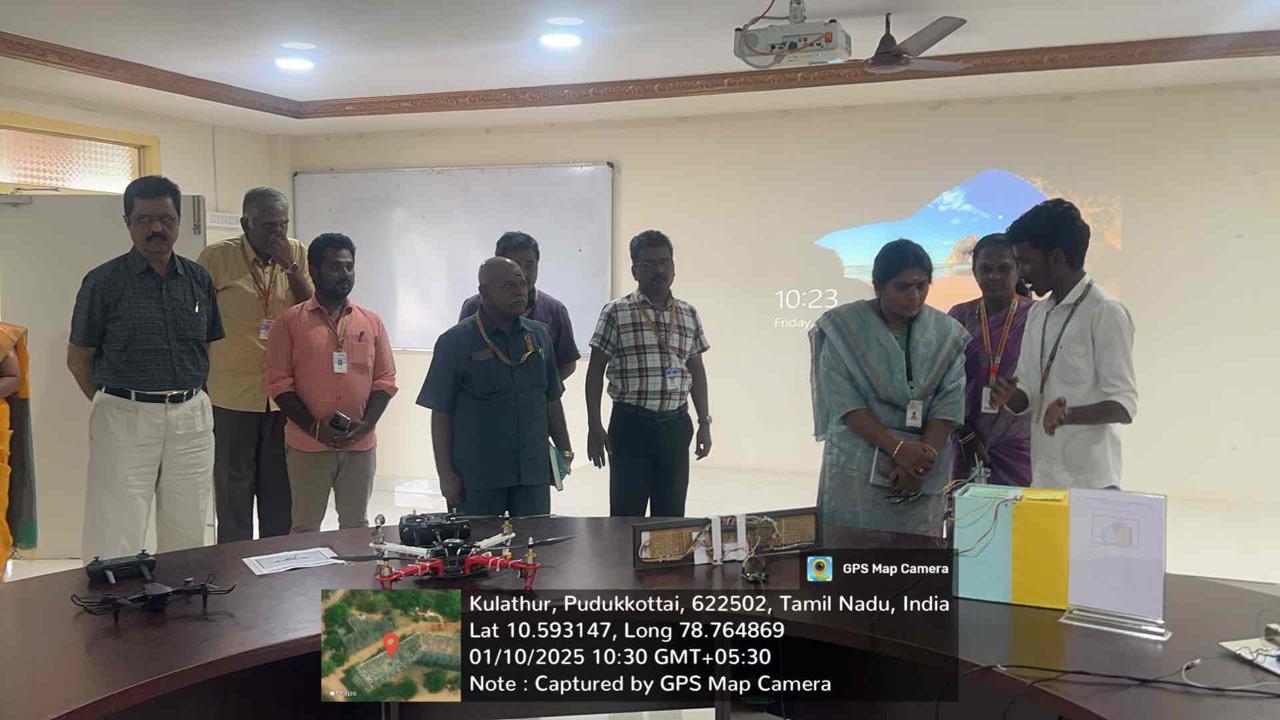 10:23
Friday,
GPS Map Camera
Kulathur, Pudukkottai, 622502, Tamil Nadu, India
Lat 10.593147, Long 78.764869
01/10/2025 10:30 GMT+05:30
Note : Captured by GPS Map Camera
Maps